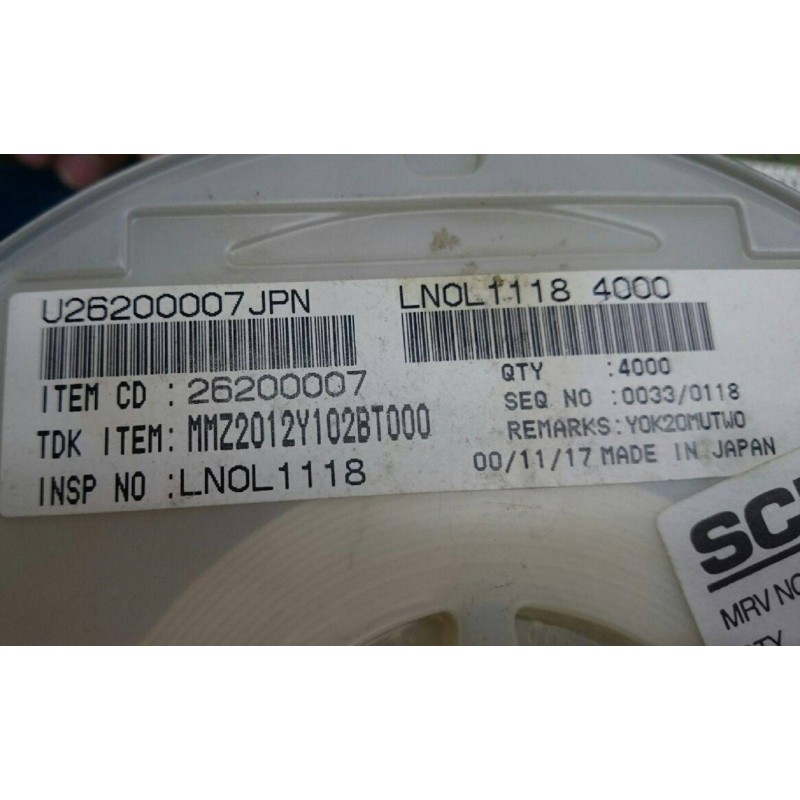 U26200007JPN
LNOL1118 4000
ITEM CD : 26200007
TDK ITEM: MMZ2012Y102BT000
INSP NO :LNOL1118
QTY :4000
SEQ NO :0033/0118
REMARKS:YOK20MUTWO
00/11/17 MADE IN JAPAN
MRV NO